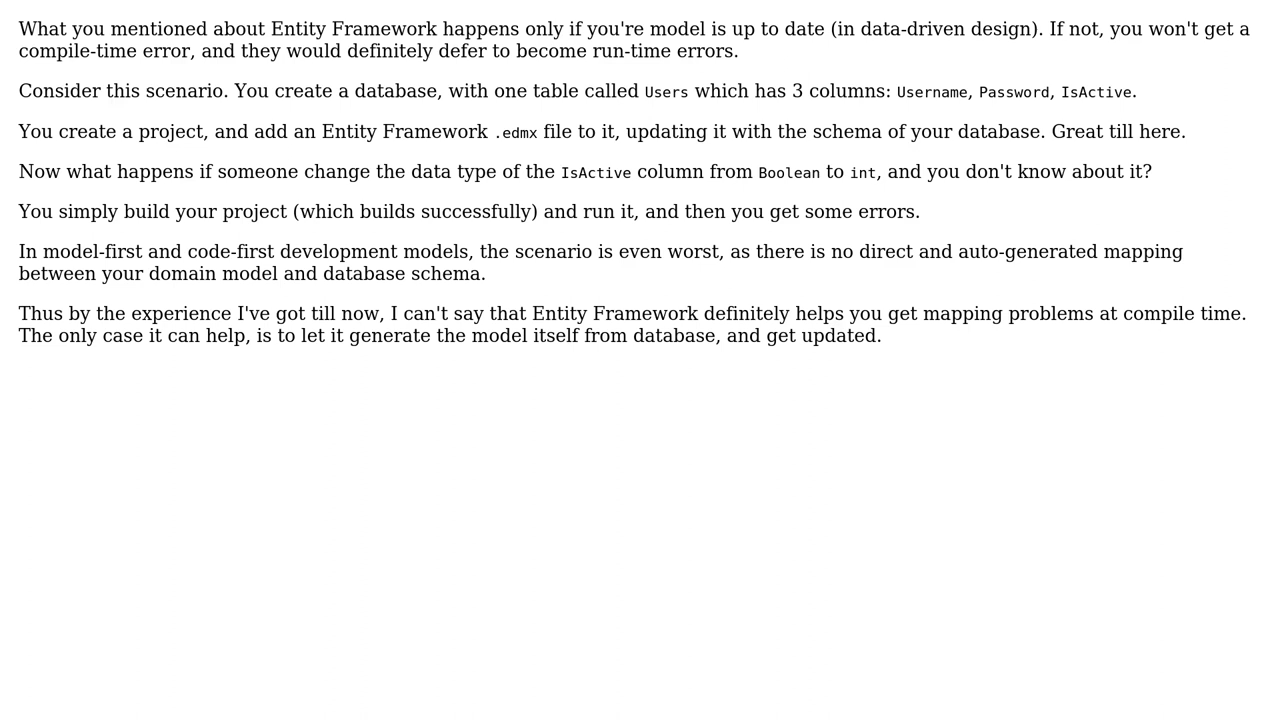 What you mentioned about Entity Framework happens only if you're model is up to date (in data-driven design). If not, you won't get a
compile-time error, and they would definitely defer to become run-time errors.
Consider this scenario. You create a database, with one table called Users which has 3 columns: Username, Password, IsActive.
You create a project, and add an Entity Framework .edmx file to it, updating it with the schema of your database. Great till here.
Now what happens if someone change the data type of the IsActive column from Boolean to int, and you don't know about it?
You simply build your project (which builds successfully) and run it, and then you get some errors.
In model-first and code-first development models, the scenario is even worst, as there is no direct and auto-generated mapping
between your domain model and database schema.
Thus by the experience I've got till now, I can't say that Entity Framework definitely helps you get mapping problems at compile time.
The only case it can help, is to let it generate the model itself from database, and get updated.